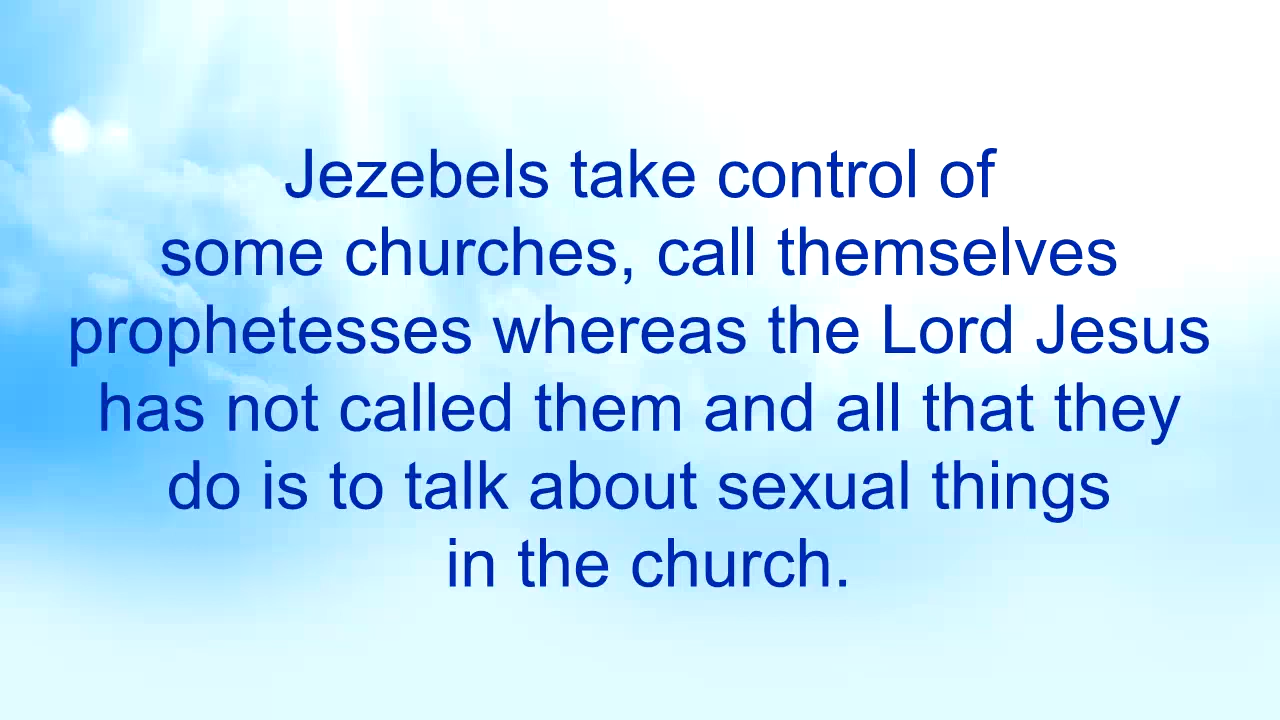 Jezebels take control of
some churches, call themselves
prophetesses whereas the Lord Jesus
has not called them and all that they
do is to talk about sexual things
in the church.